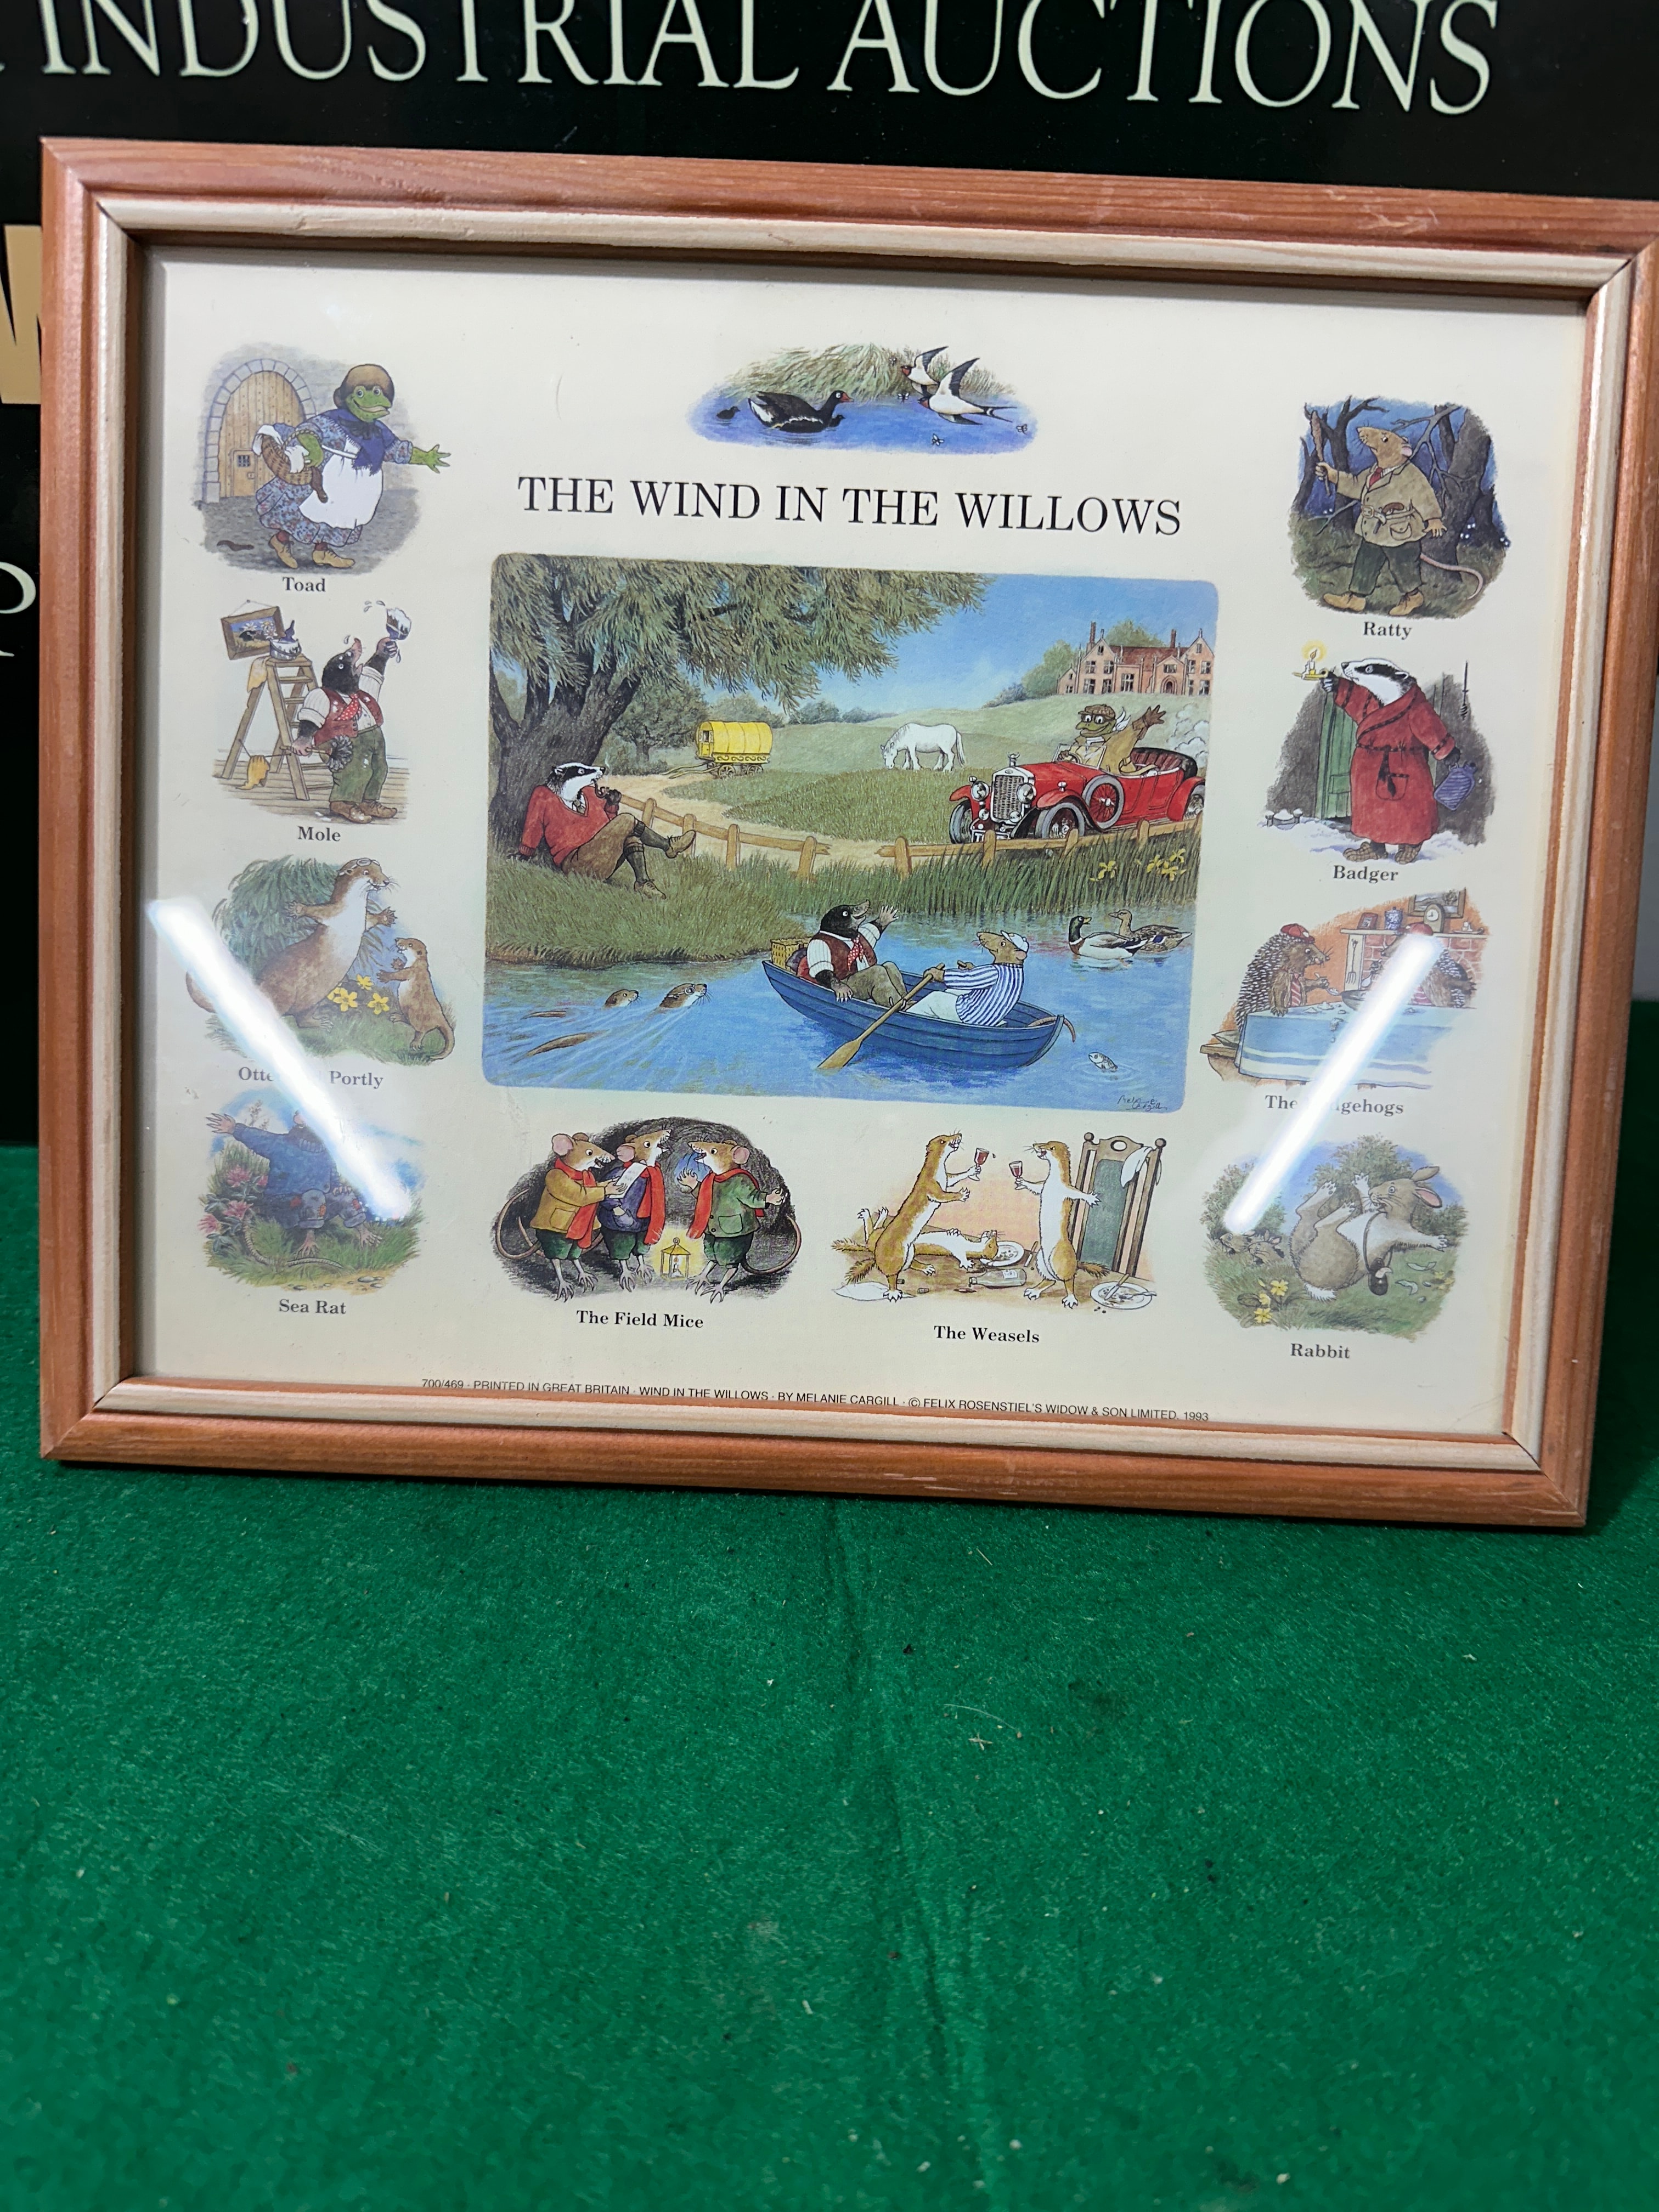 INDUSTRIAL AUCTIONS
THE WIND IN THE WILLOWS
Toad
Ratty
Mole
Badger
Portly
The
Sea Rat
The Field Mice
The Weasels
Rabbit
700/469 · PRINTED IN GREAT BRITAIN · WIND IN THE WILLOWS · BY MELANIE CARGILL · © FELIX ROSENSTIEL'S WIDOW & SON LIMITED. 1993